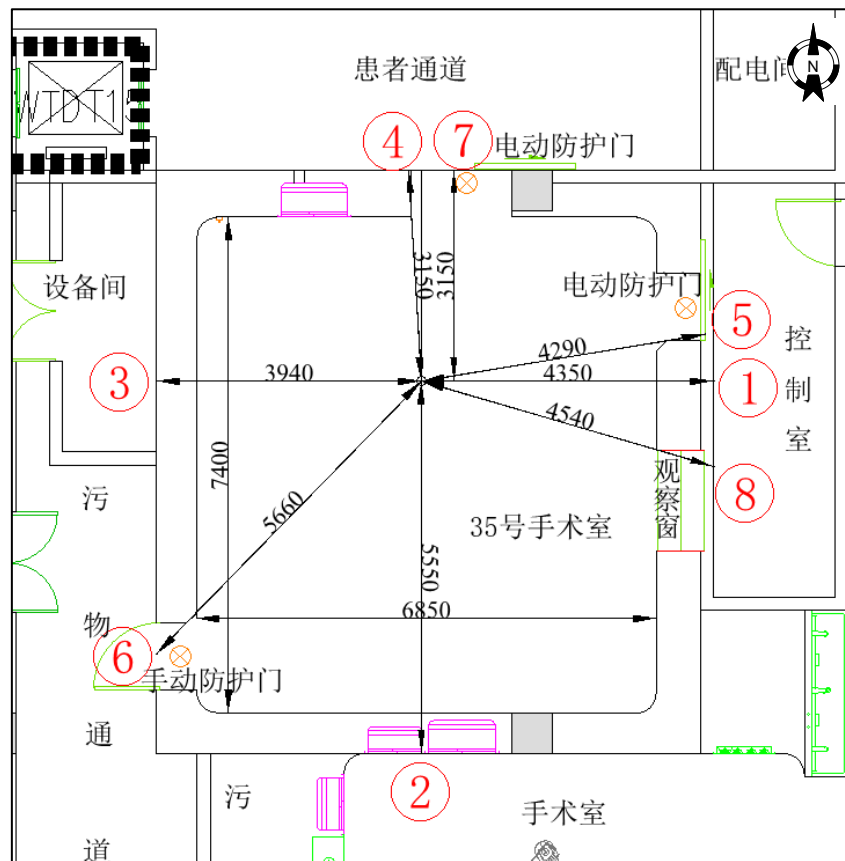 患者通道
配电间
N
WTDT1
④
⑦
电动防护门
3150
3150
设备间
电动防护门
⑤
控制室
4290
③
3940
4350
①
4540
7400
⑧
污物通道
5660
观察窗
35号手术室
5550
6850
⑥
手动防护门
②
污
手术室